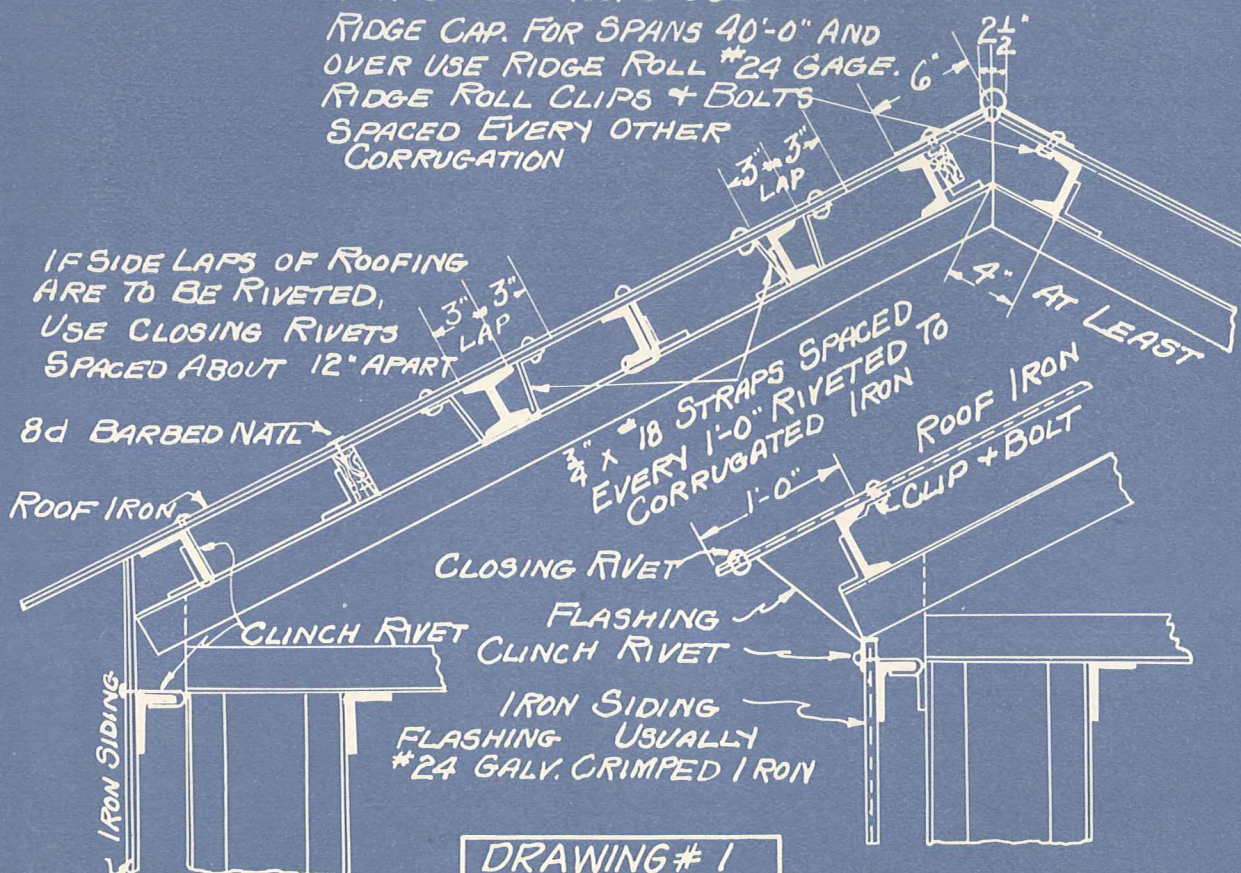 RIDGE CAP. FOR SPANS 40'-0" AND
OVER USE RIDGE ROLL #24 GAGE.
RIDGE ROLL CLIPS + BOLTS
SPACED EVERY OTHER
CORRUGATION
2½"
6"
3" 3"
LAP
IF SIDE LAPS OF ROOFING
ARE TO BE RIVETED,
USE CLOSING RIVETS
SPACED ABOUT 12" APART
3" 3"
LAP
4"
AT LEAST
8d BARBED NAIL
¾" X #18 STRAPS SPACED
EVERY 1'-0" RIVETED TO
CORRUGATED IRON
ROOF IRON
ROOF IRON
CLIP + BOLT
1'-0"
CLOSING RIVET
FLASHING
CLINCH RIVET
CLINCH RIVET
IRON SIDING
IRON SIDING
FLASHING USUALLY
#24 GALV. CRIMPED IRON
DRAWING # 1